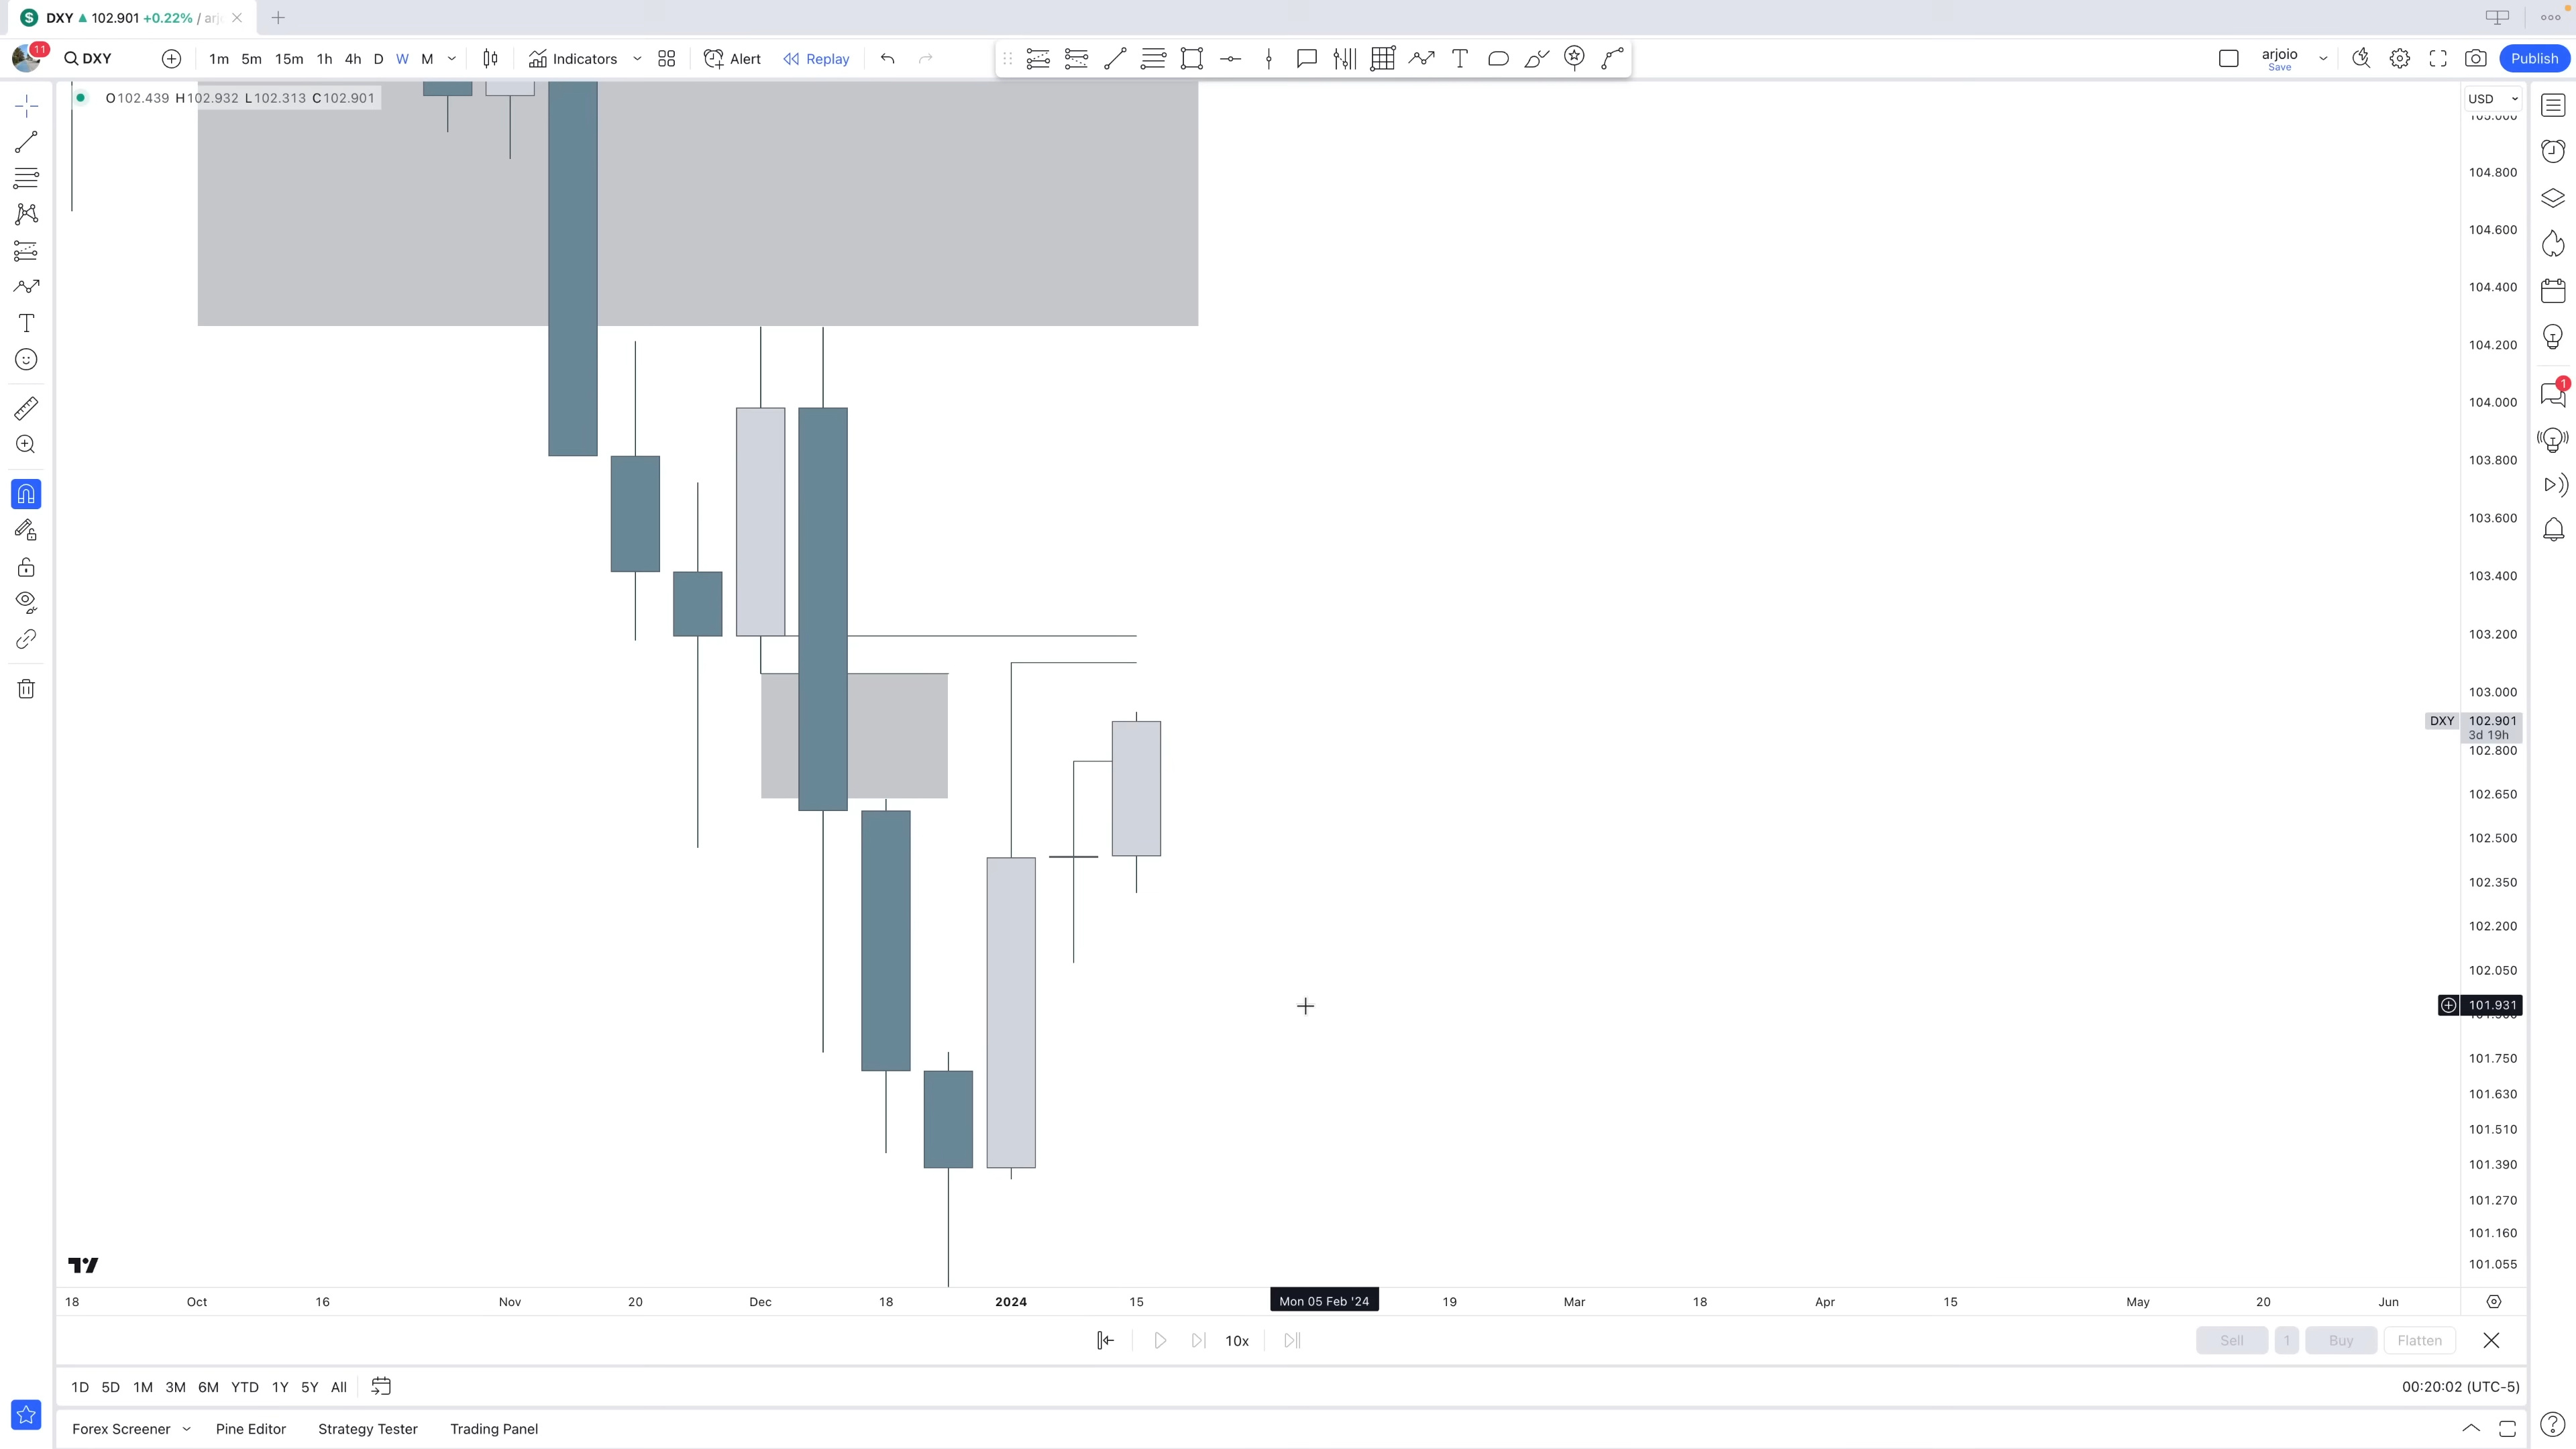 DXY 102.901 +0.22% / arj
11
DXY 1m 5m 15m 1h 4h D W M Indicators Alert Replay arjoio Save Publish
O102.439 H102.932 L102.313 C102.901
USD
104.800
104.600
104.400
104.200
104.000
103.800
103.600
103.400
103.200
103.000
DXY 102.901
3d 19h
102.800
102.650
102.500
102.350
102.200
102.050
101.931
101.750
101.630
101.510
101.390
101.270
101.160
101.055
1
18 Oct 16 Nov 20 Dec 18 2024 15 Mon 05 Feb '24 19 Mar 18 Apr 15 May 20 Jun
10x Sell 1 Buy Flatten
1D 5D 1M 3M 6M YTD 1Y 5Y All 00:20:02 (UTC-5)
Forex Screener Pine Editor Strategy Tester Trading Panel